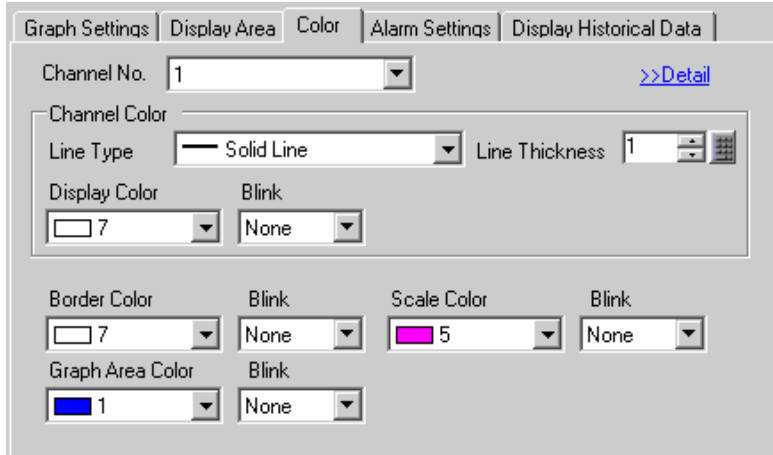 Graph Settings Display Area Color Alarm Settings Display Historical Data
Channel No. 1 >>Detail
Channel Color
Line Type Solid Line Line Thickness 1
Display Color Blink
7 None
Border Color Blink Scale Color Blink
7 None 5 None
Graph Area Color Blink
1 None